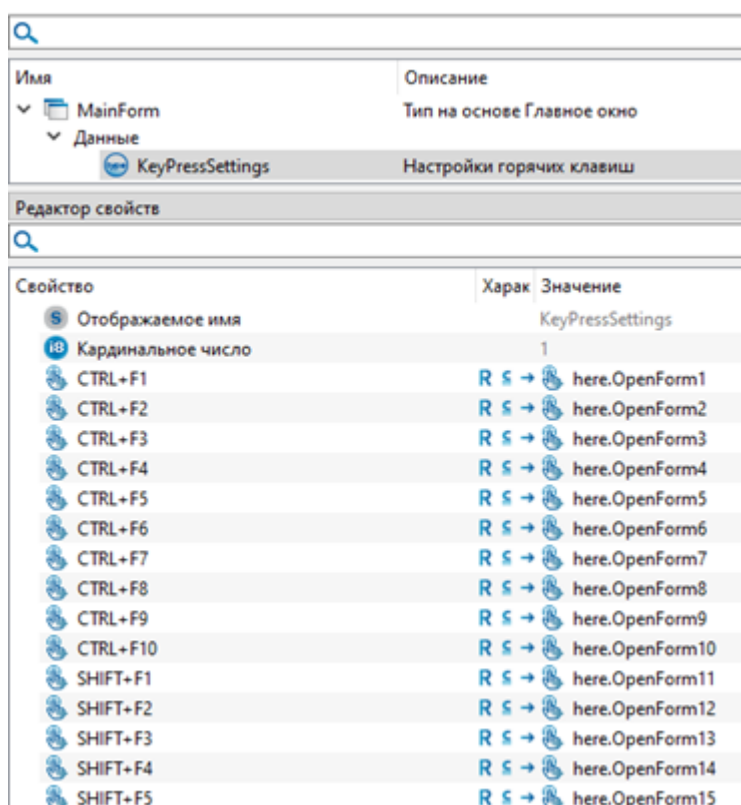 Имя Описание
MainForm Тип на основе Главное окно
Данные
KeyPressSettings Настройки горячих клавиш
Редактор свойств
Свойство Харак Значение
S Отображаемое имя KeyPressSettings
i8 Кардинальное число 1
CTRL+F1 R S → here.OpenForm1
CTRL+F2 R S → here.OpenForm2
CTRL+F3 R S → here.OpenForm3
CTRL+F4 R S → here.OpenForm4
CTRL+F5 R S → here.OpenForm5
CTRL+F6 R S → here.OpenForm6
CTRL+F7 R S → here.OpenForm7
CTRL+F8 R S → here.OpenForm8
CTRL+F9 R S → here.OpenForm9
CTRL+F10 R S → here.OpenForm10
SHIFT+F1 R S → here.OpenForm11
SHIFT+F2 R S → here.OpenForm12
SHIFT+F3 R S → here.OpenForm13
SHIFT+F4 R S → here.OpenForm14
SHIFT+F5 R S → here.OpenForm15